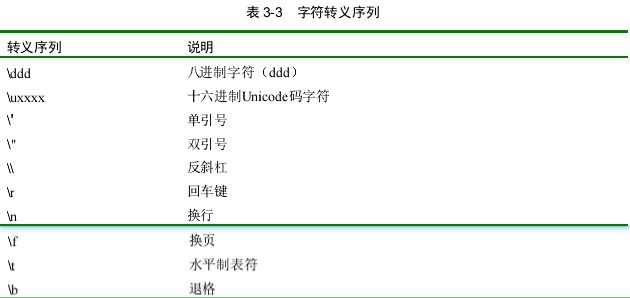 表 3-3 字符转义序列
转义序列 说明
\ddd 八进制字符（ddd）
\uxxxx 十六进制Unicode码字符
\' 单引号
\" 双引号
\\ 反斜杠
\r 回车键
\n 换行
\f 换页
\t 水平制表符
\b 退格